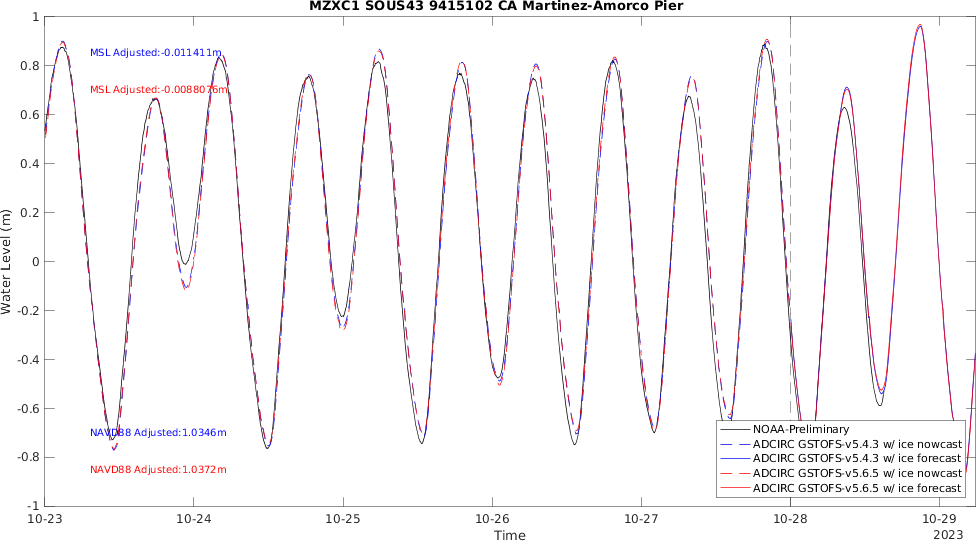 MZXC1 SOUS43 9415102 CA Martinez-Amorco Pier
1
0.8
0.6
0.4
0.2
0
-0.2
-0.4
-0.6
-0.8
-1
Water Level (m)
MSL Adjusted:-0.011411m
MSL Adjusted:-0.0088076m
NAVD88 Adjusted:1.0346m
NAVD88 Adjusted:1.0372m
NOAA-Preliminary
ADCIRC GSTOFS-v5.4.3 w/ ice nowcast
ADCIRC GSTOFS-v5.4.3 w/ ice forecast
ADCIRC GSTOFS-v5.6.5 w/ ice nowcast
ADCIRC GSTOFS-v5.6.5 w/ ice forecast
10-23 10-24 10-25 10-26 10-27 10-28 10-29
Time
2023